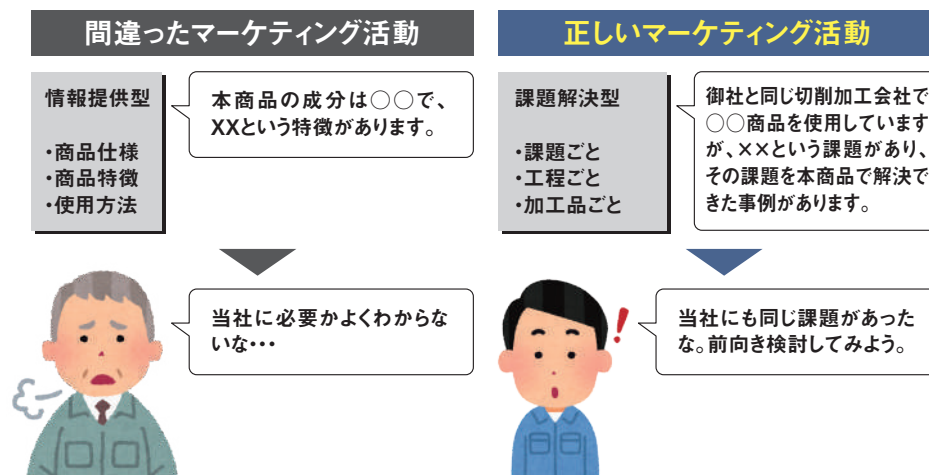 間違ったマーケティング活動
情報提供型
・商品仕様
・商品特徴
・使用方法
本商品の成分は○○で、
XXという特徴があります。
当社に必要かよくわからな
いな・・・
正しいマーケティング活動
課題解決型
・課題ごと
・工程ごと
・加工品ごと
御社と同じ切削加工会社で
○○商品を使用しています
が、××という課題があり、
その課題を本商品で解決で
きた事例があります。
!
当社にも同じ課題があった
な。前向き検討してみよう。